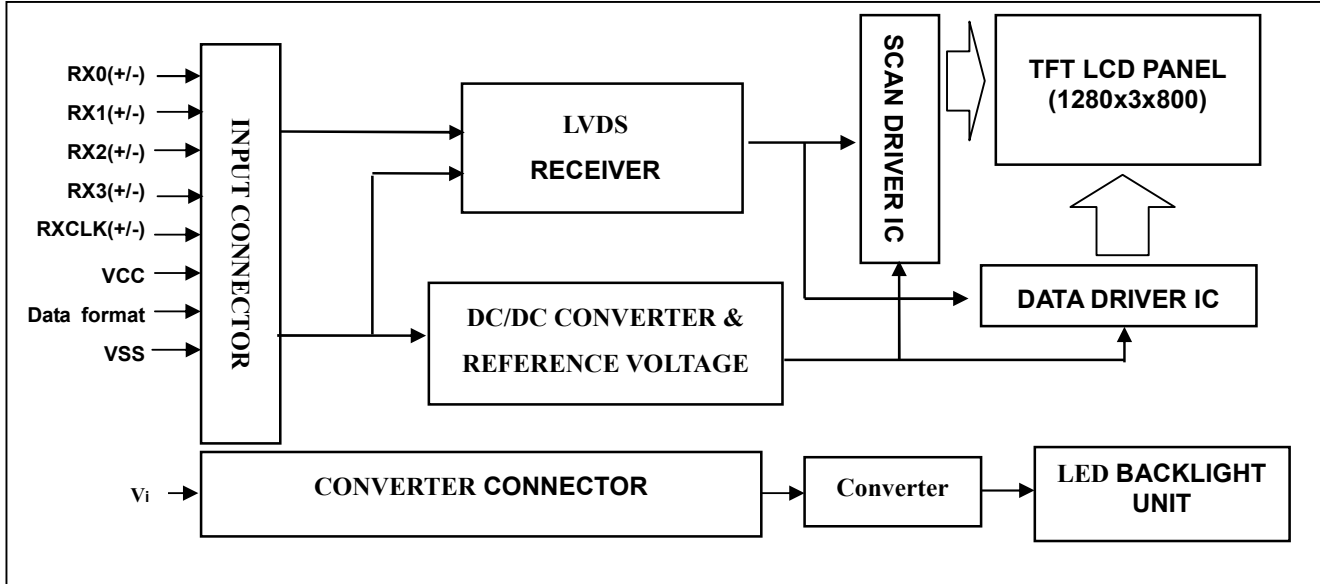 RX0(+/-)
RX1(+/-)
RX2(+/-)
RX3(+/-)
RXCLK(+/-)
VCC
Data format
VSS
INPUT CONNECTOR
LVDS
RECEIVER
DC/DC CONVERTER &
REFERENCE VOLTAGE
SCAN DRIVER IC
TFT LCD PANEL
(1280x3x800)
DATA DRIVER IC
Vi
CONVERTER CONNECTOR
Converter
LED BACKLIGHT
UNIT